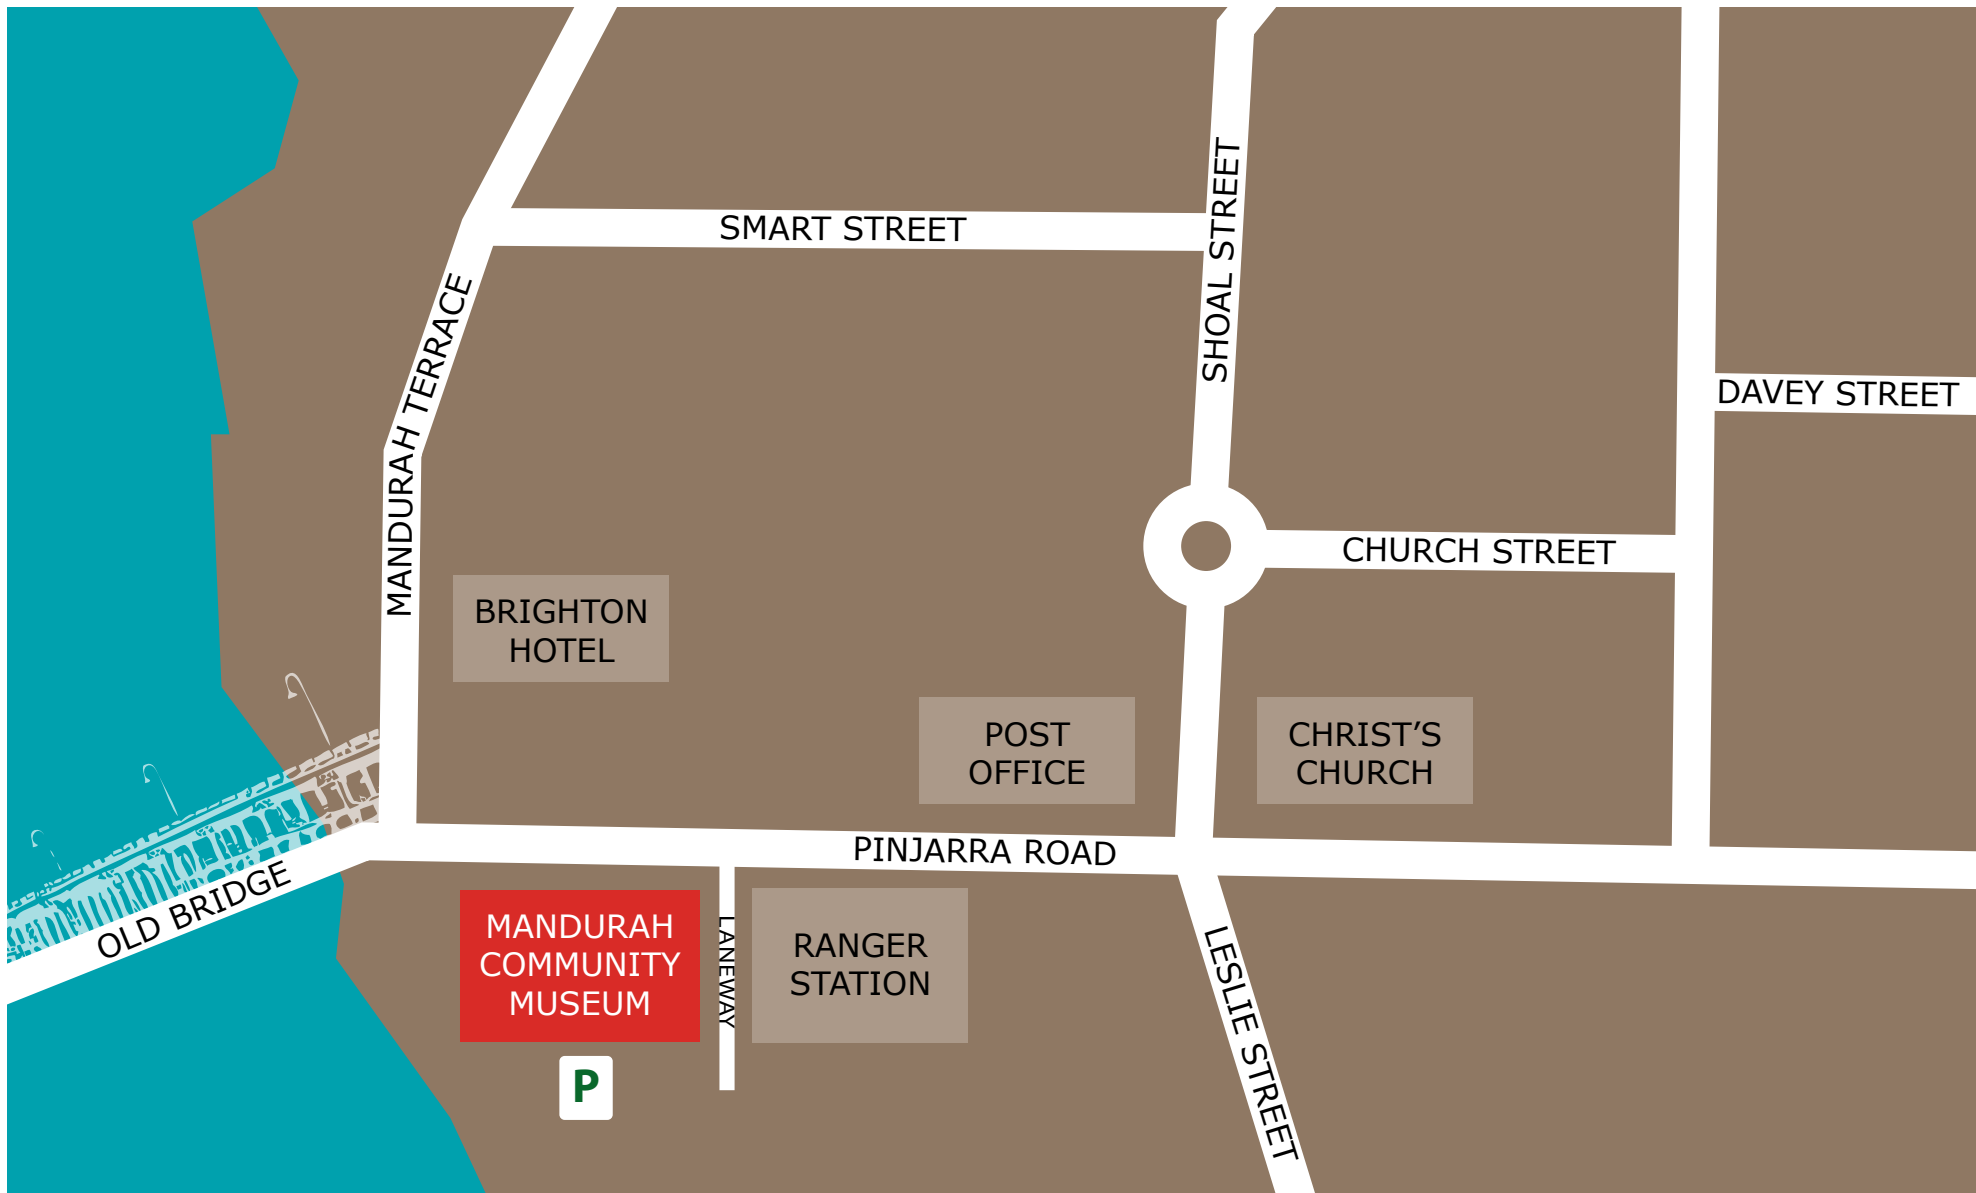 SMART STREET
SHOAL STREET
MANDURAH TERRACE
DAVEY STREET
CHURCH STREET
BRIGHTON
HOTEL
POST
OFFICE
CHRIST’S
CHURCH
PINJARRA ROAD
OLD BRIDGE
MANDURAH
COMMUNITY
MUSEUM
LANEWAY
RANGER
STATION
LESLIE STREET
P